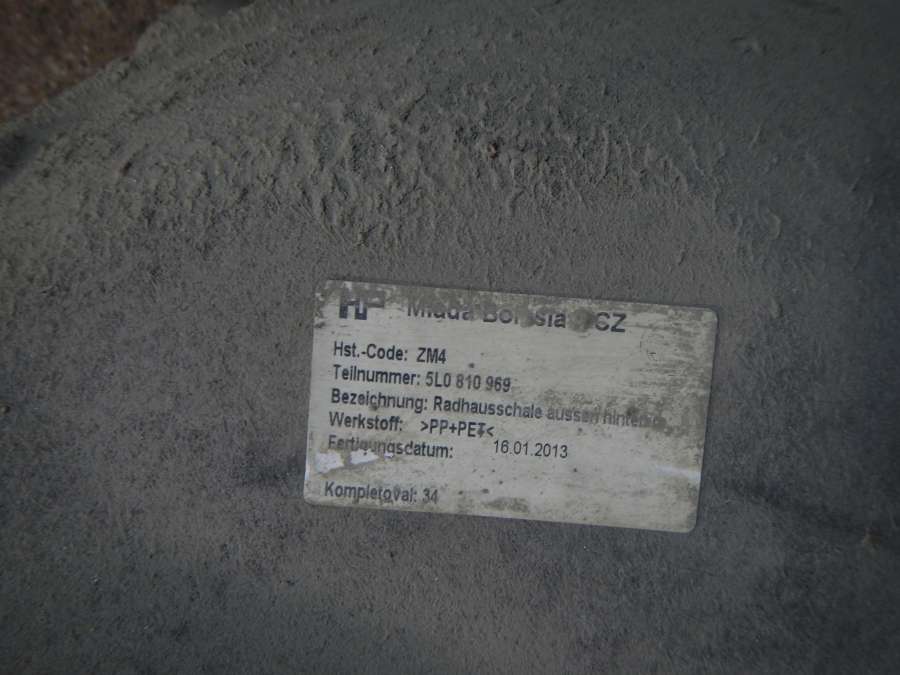 HP Mlada Boleslav CZ
Hst.-Code: ZM4
Teilnummer: 5L0 810 969
Bezeichnung: Radhausschale aussen hinten
Werkstoff: >PP+PET<
Fertigungsdatum: 16.01.2013
Kompletoval: 34